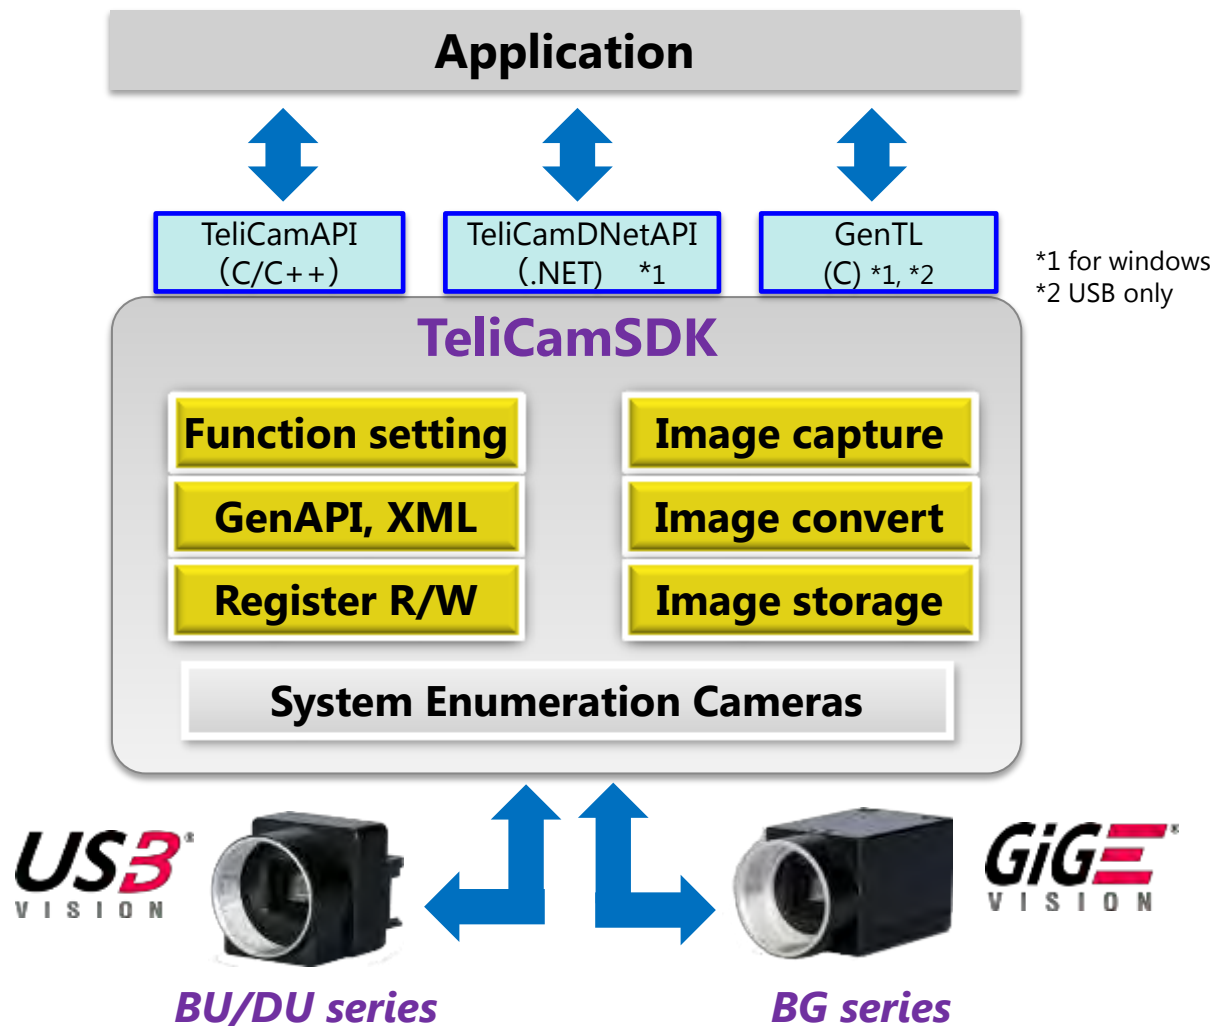 Application
TeliCamAPI
（C/C++）
TeliCamDNetAPI
（.NET) *1
GenTL
(C) *1, *2
*1 for windows
*2 USB only
TeliCamSDK
Function setting
Image capture
GenAPI, XML
Image convert
Register R/W
Image storage
System Enumeration Cameras
USB3®
VISION
GiGE®
VISION
BU/DU series
BG series